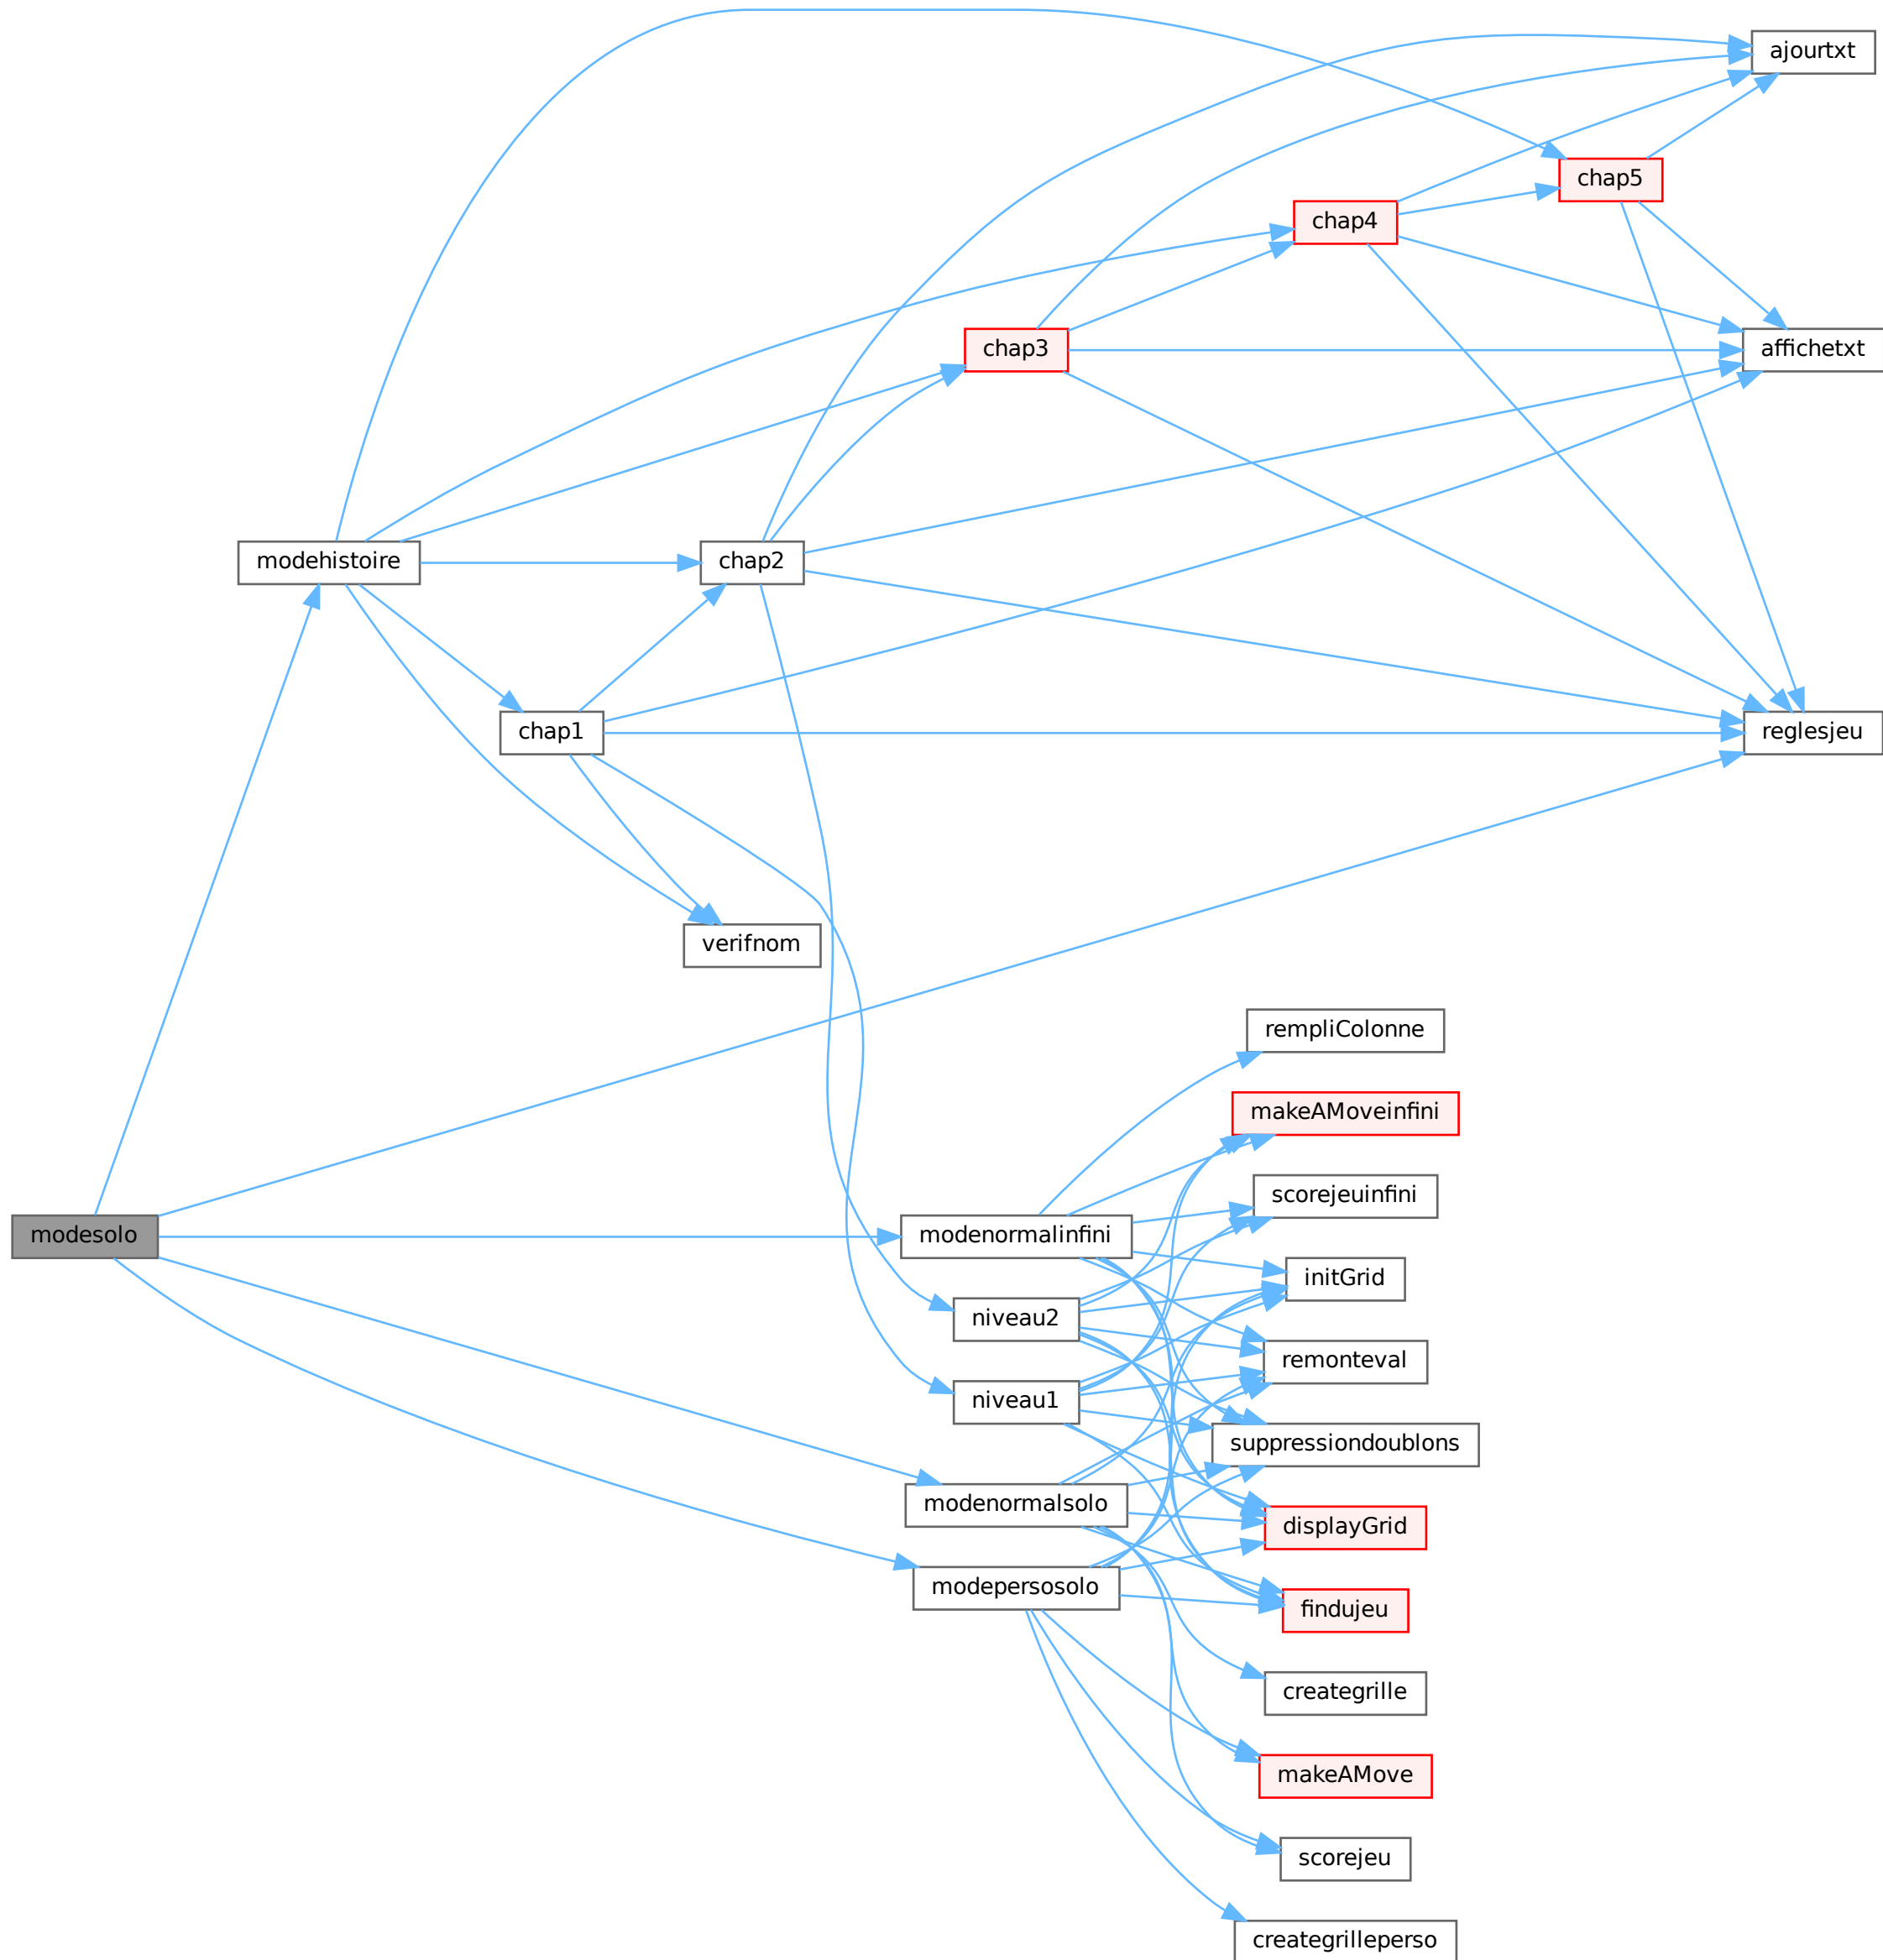 ajourtxt
chap5
chap4
chap3
affichetxt
modehistoire
chap2
chap1
reglesjeu
verifnom
rempliColonne
makeAMoveinfini
scorejeuinfini
modesolo
modenormalinfini
initGrid
niveau2
remonteval
niveau1
suppressiondoublons
modenormalsolo
displayGrid
modepersosolo
findujeu
creategrille
makeAMove
scorejeu
creategrilleperso